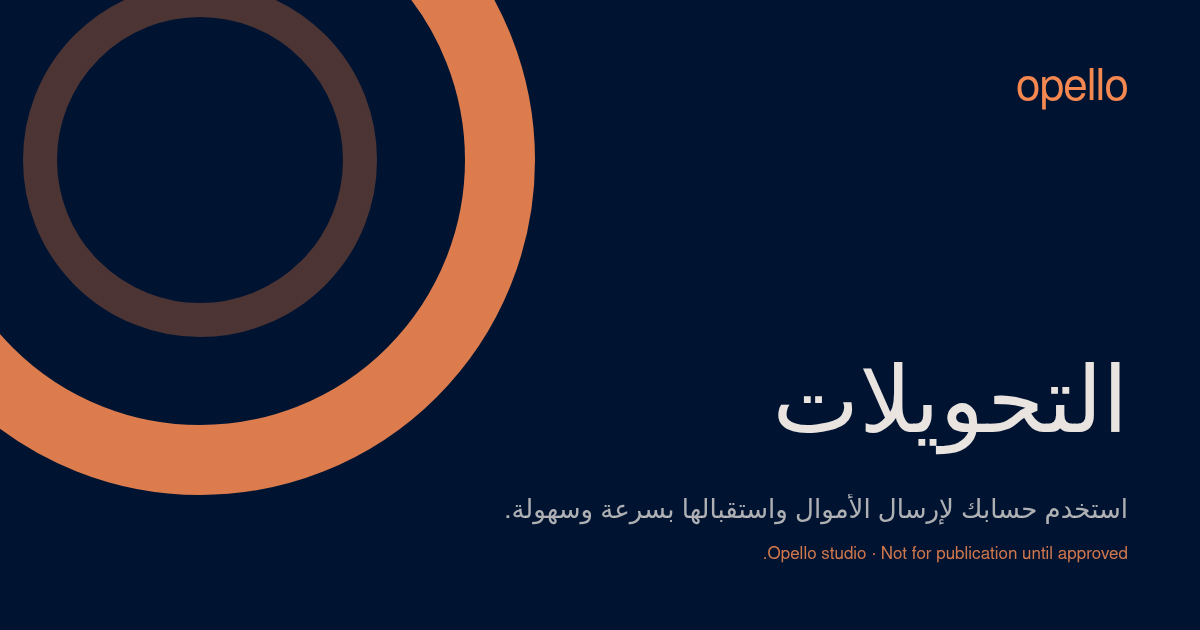 opello
التحويلات
استخدم حسابك لإرسال الأموال واستقبالها بسرعة وسهولة.
.Opello studio · Not for publication until approved